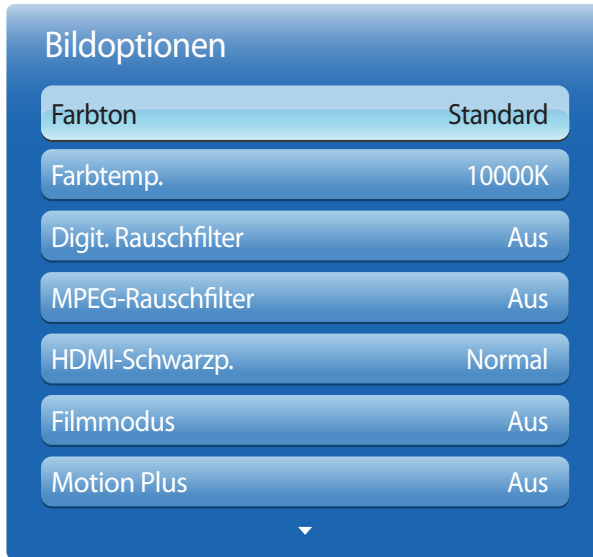 Bildoptionen
Farbton Standard
Farbtemp. 10000K
Digit. Rauschfilter Aus
MPEG-Rauschfilter Aus
HDMI-Schwarzp. Normal
Filmmodus Aus
Motion Plus Aus